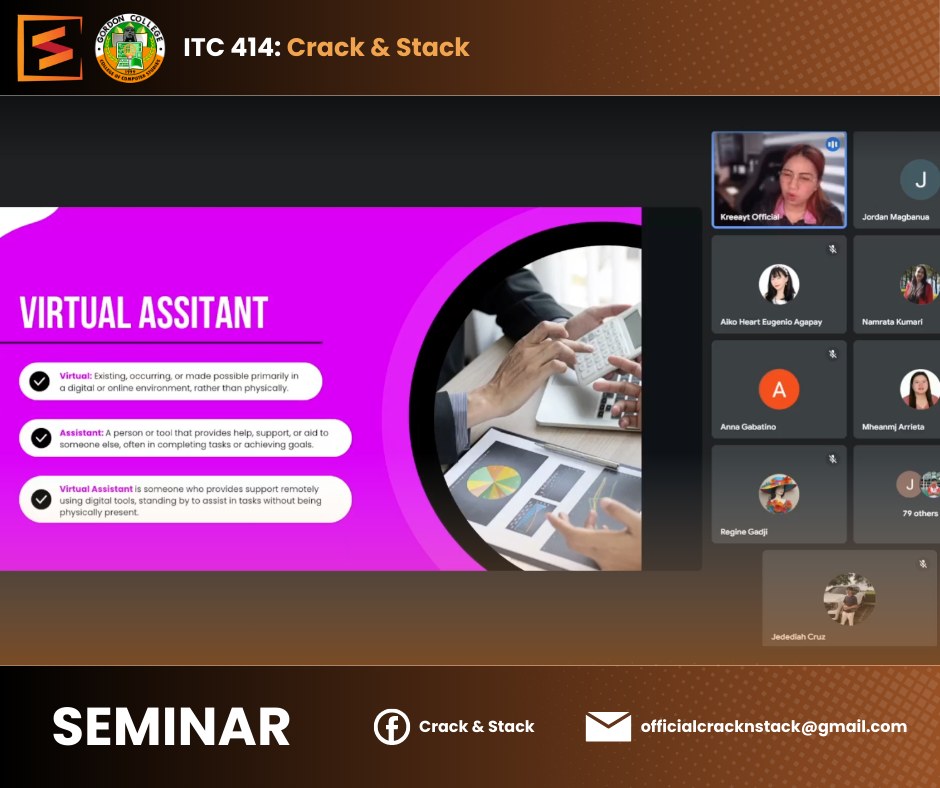 GORDON COLLEGE
COLLEGE OF COMPUTER STUDIES
ITC 414: Crack & Stack
VIRTUAL ASSITANT
Virtual: Existing, occurring, or made possible primarily in
a digital or online environment, rather than physically.
Assistant: A person or tool that provides help, support, or aid to
someone else, often in completing tasks or achieving goals.
Virtual Assistant is someone who provides support remotely
using digital tools, standing by to assist in tasks without being
physically present.
Kreeayt Official
J
Jordan Magbanua
Aiko Heart Eugenio Agapay
Namrata Kumari
A
Anna Gabatino
Mheanmj Arrieta
Regine Gadji
J
79 others
Jedediah Cruz
SEMINAR
Crack & Stack
officialcracknstack@gmail.com